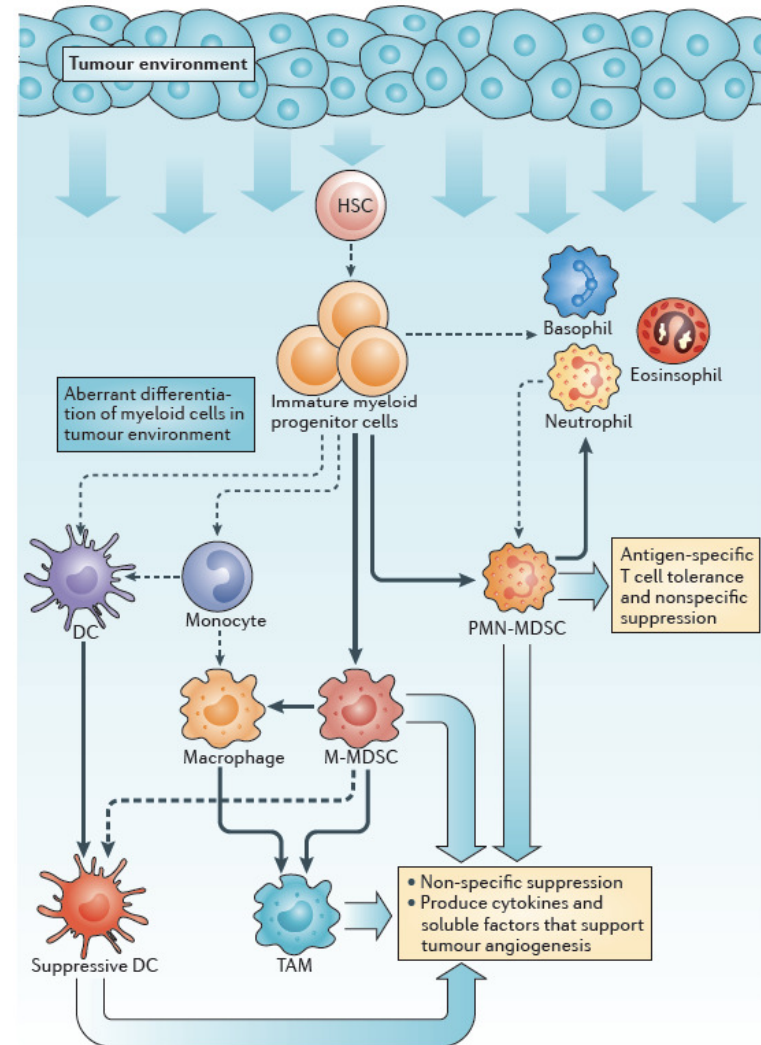 Tumour environment
HSC
Basophil
Eosinsophil
Neutrophil
Immature myeloid
progenitor cells
Aberrant differentia-
tion of myeloid cells in
tumour environment
DC
Monocyte
PMN-MDSC
Antigen-specific
T cell tolerance
and nonspecific
suppression
Macrophage
M-MDSC
• Non-specific suppression
• Produce cytokines and
soluble factors that support
tumour angiogenesis
Suppressive DC
TAM